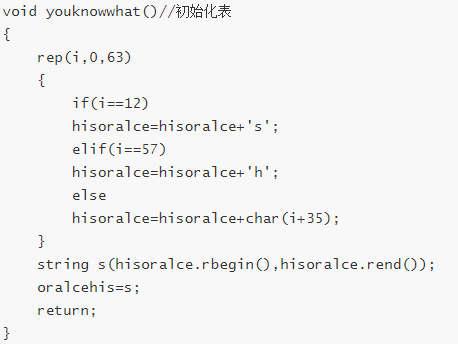 void youknowwhat()//初始化表
{
    rep(i,0,63)
    {
        if(i==12)
        hisoralce=hisoralce+'s';
        elif(i==57)
        hisoralce=hisoralce+'h';
        else
        hisoralce=hisoralce+char(i+35);
    }
    string s(hisoralce.rbegin(),hisoralce.rend());
    oralcehis=s;
    return;
}